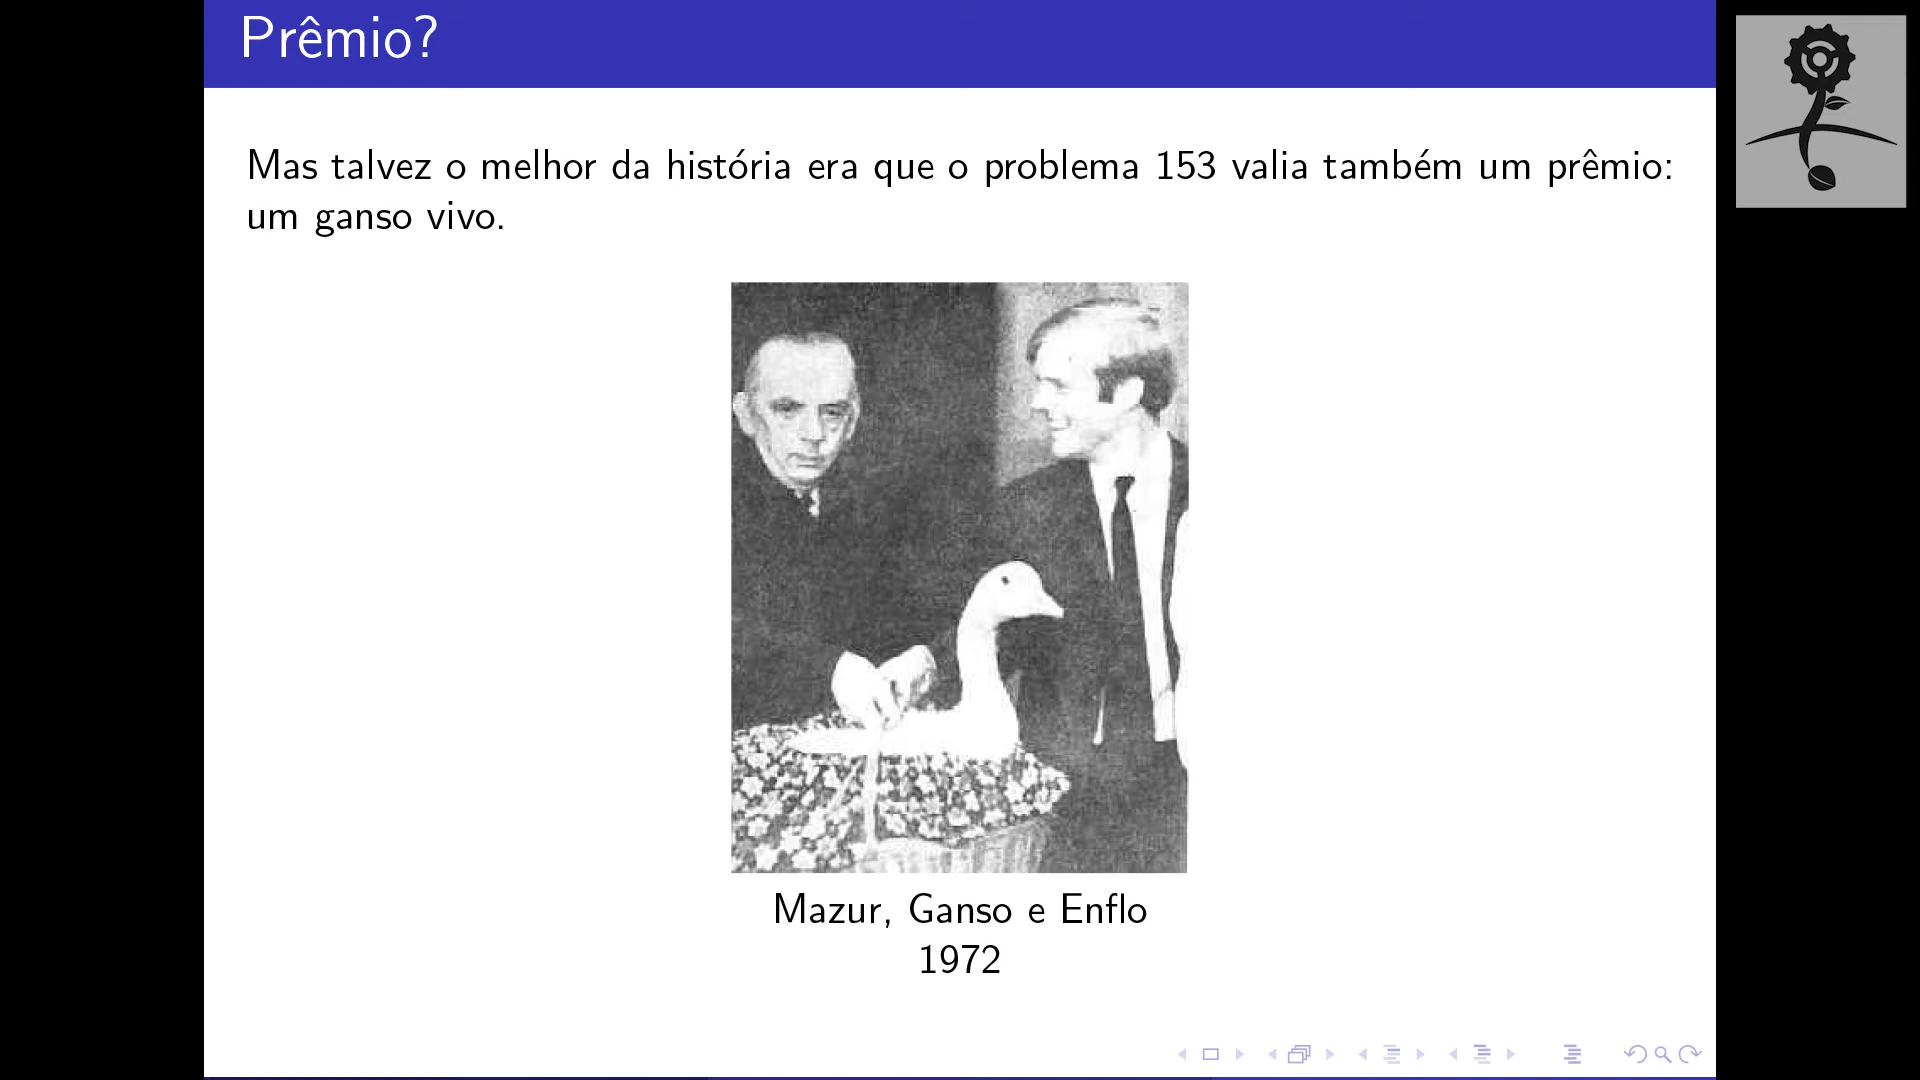 Prêmio?
Mas talvez o melhor da história era que o problema 153 valia também um prêmio:
um ganso vivo.
Mazur, Ganso e Enflo
1972